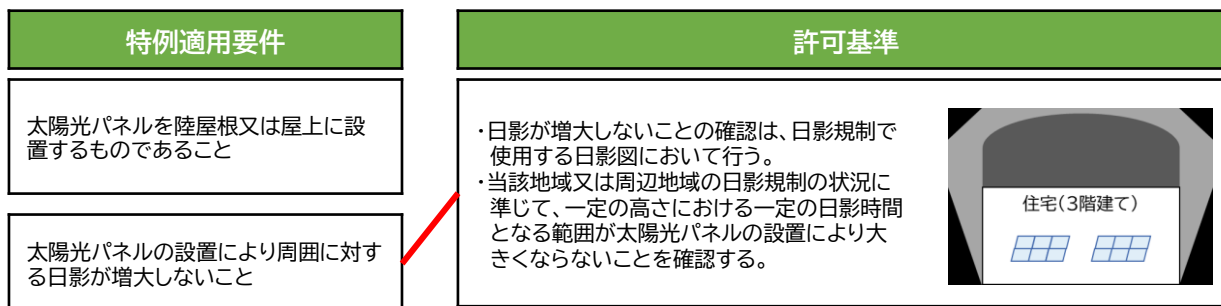 特例適用要件
許可基準
太陽光パネルを陸屋根又は屋上に設
置するものであること
太陽光パネルの設置により周囲に対す
る日影が増大しないこと
・日影が増大しないことの確認は、日影規制で
使用する日影図において行う。
・当該地域又は周辺地域の日影規制の状況に
準じて、一定の高さにおける一定の日影時間
となる範囲が太陽光パネルの設置により大
きくならないことを確認する。
住宅(3階建て)